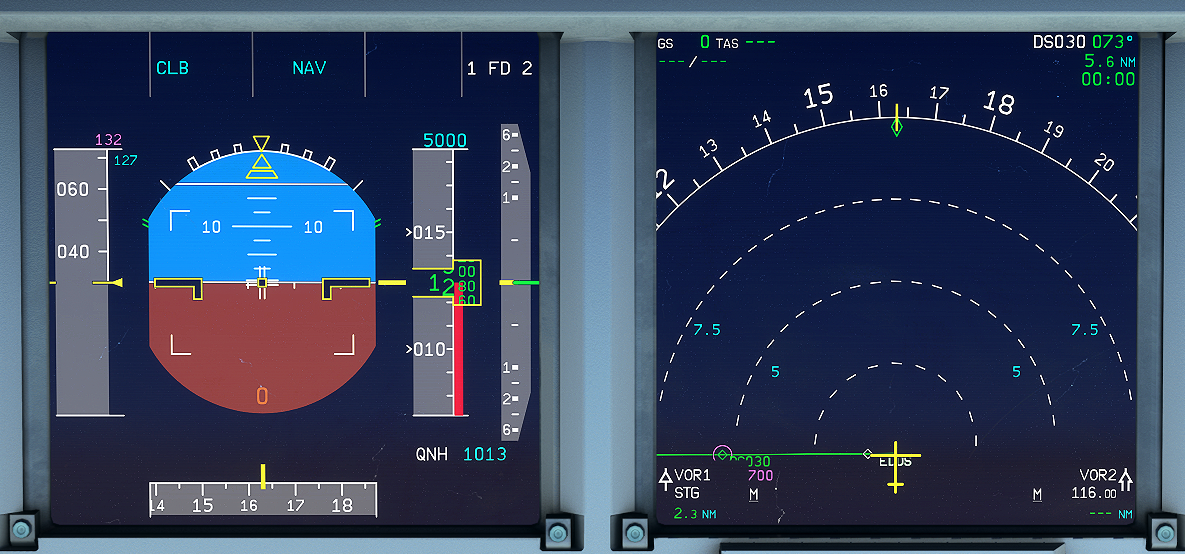 CLB NAV 1 FD 2
132
127
5000
6
2
1
060
10 10
015
040
00
12 80
60
010
1
2
6
0
QNH 1013
14 15 16 17 18
GS 0 TAS --- DS030 073°
---/--- 5.6 NM
00:00
13 14 15 16 17 18 19 20
7.5 7.5
5 5
DS030
700
VOR1 VOR2
STG M M 116.00
2.3 NM --- NM